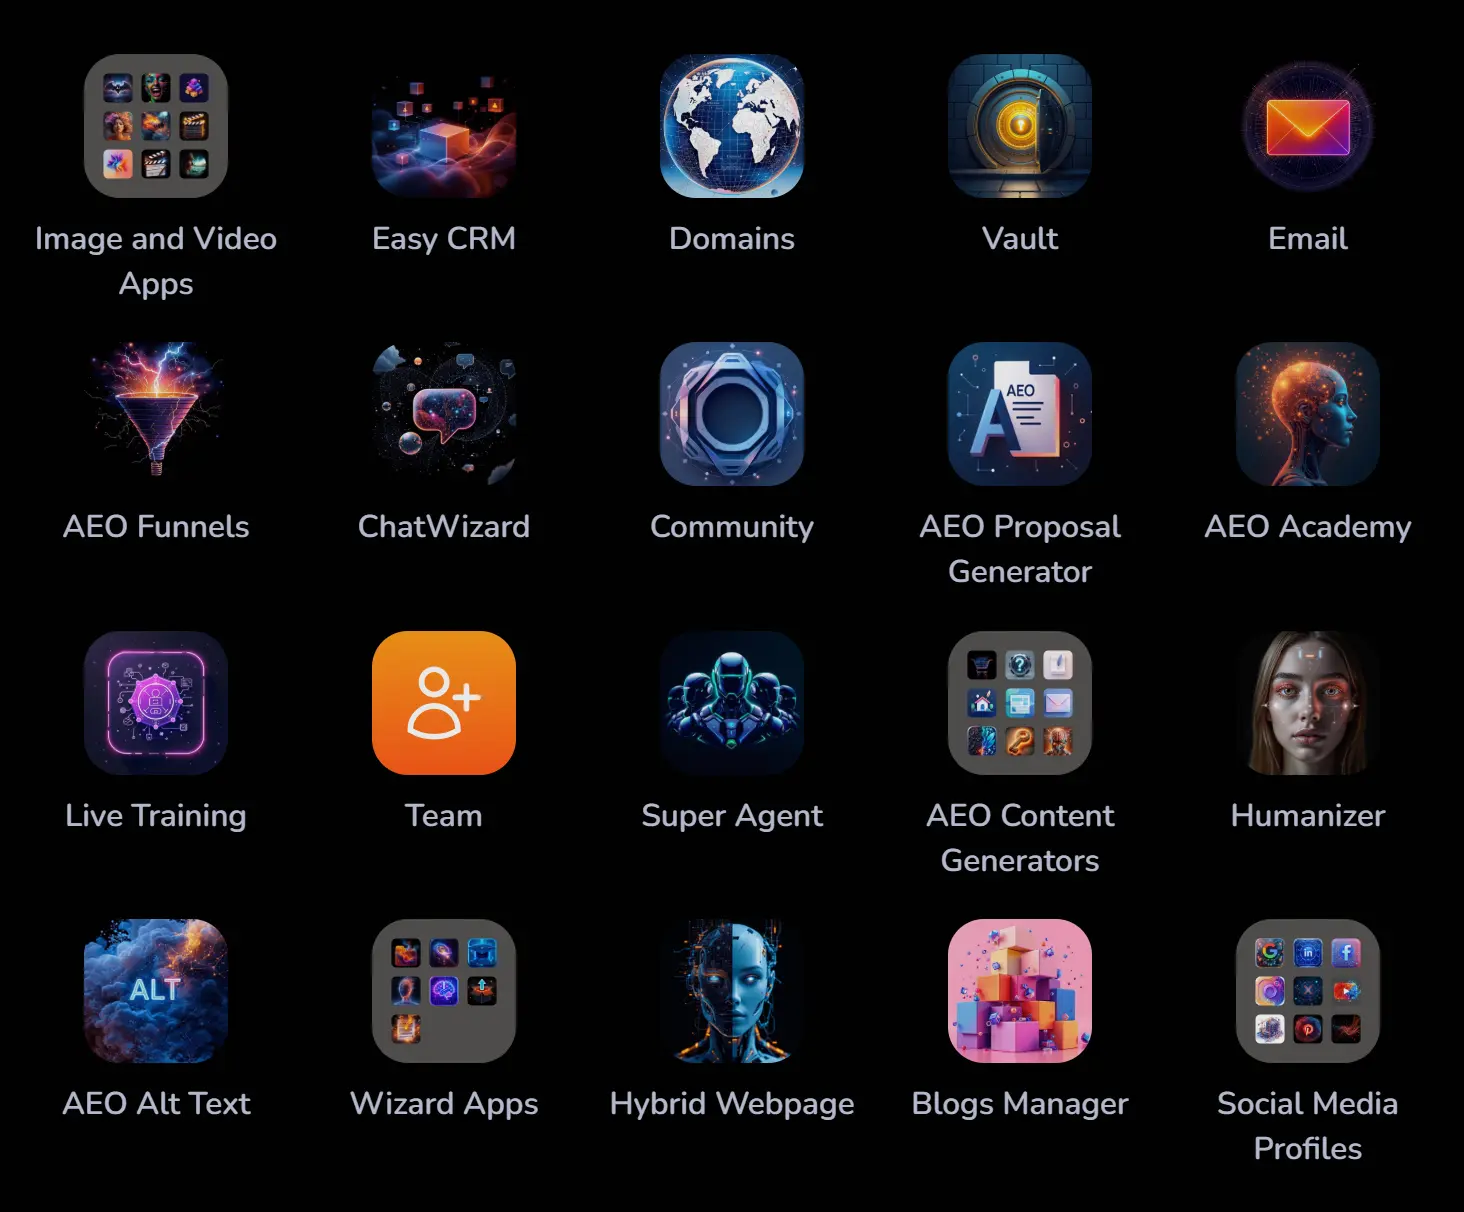 Image and Video
Apps
Easy CRM
Domains
Vault
Email
AEO
AEO Funnels
ChatWizard
Community
AEO Proposal
Generator
AEO Academy
Live Training
Team
Super Agent
AEO Content
Generators
Humanizer
ALT
AEO Alt Text
Wizard Apps
Hybrid Webpage
Blogs Manager
Social Media
Profiles